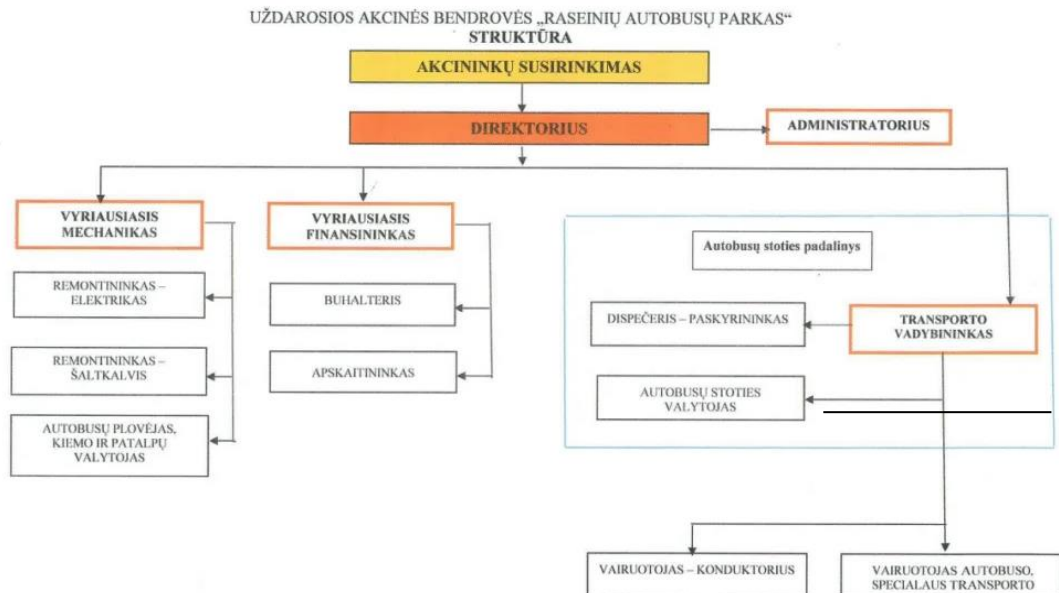 UŽDAROSIOS AKCINĖS BENDROVĖS „RASEINIŲ AUTOBUSŲ PARKAS“
STRUKTŪRA
AKCININKŲ SUSIRINKIMAS
DIREKTORIUS
ADMINISTRATORIUS
VYRIAUSIASIS
MECHANIKAS
VYRIAUSIASIS
FINANSININKAS
Autobusų stoties padalinys
REMONTININKAS –
ELEKTRIKAS
BUHALTERIS
DISPEČERIS – PASKYRININKAS
TRANSPORTO
VADYBININKAS
REMONTININKAS –
ŠALTKALVIS
APSKAITININKAS
AUTOBUSŲ STOTIES
VALYTOJAS
AUTOBUSŲ PLOVĖJAS,
KIEMO IR PATALPŲ
VALYTOJAS
VAIRUOTOJAS – KONDUKTORIUS
VAIRUOTOJAS AUTOBUSO,
SPECIALAUS TRANSPORTO